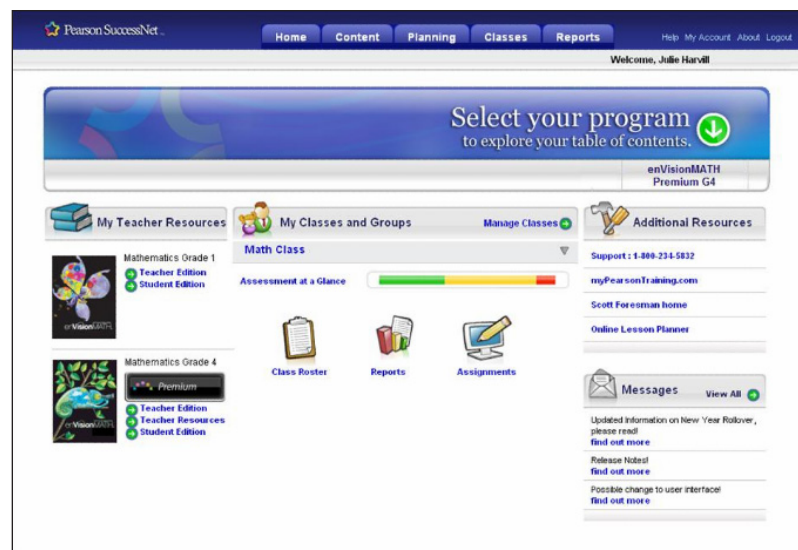 Pearson SuccessNet
Home Content Planning Classes Reports
Help My Account About Logout
Welcome, Julie Harvill
Select your program
to explore your table of contents.
enVisionMATH
Premium G4
My Teacher Resources
Mathematics Grade 1
Teacher Edition
Student Edition
enVisionMATH
Mathematics Grade 4
Premium
Teacher Edition
Teacher Resources
Student Edition
enVisionMATH
My Classes and Groups
Manage Classes
Math Class
Assessment at a Glance
Class Roster
Reports
Assignments
Additional Resources
Support : 1-800-234-5832
myPearsonTraining.com
Scott Foresman home
Online Lesson Planner
Messages
View All
Updated Information on New Year Rollover,
please read!
find out more
Release Notes!
find out more
Possible change to user interface!
find out more